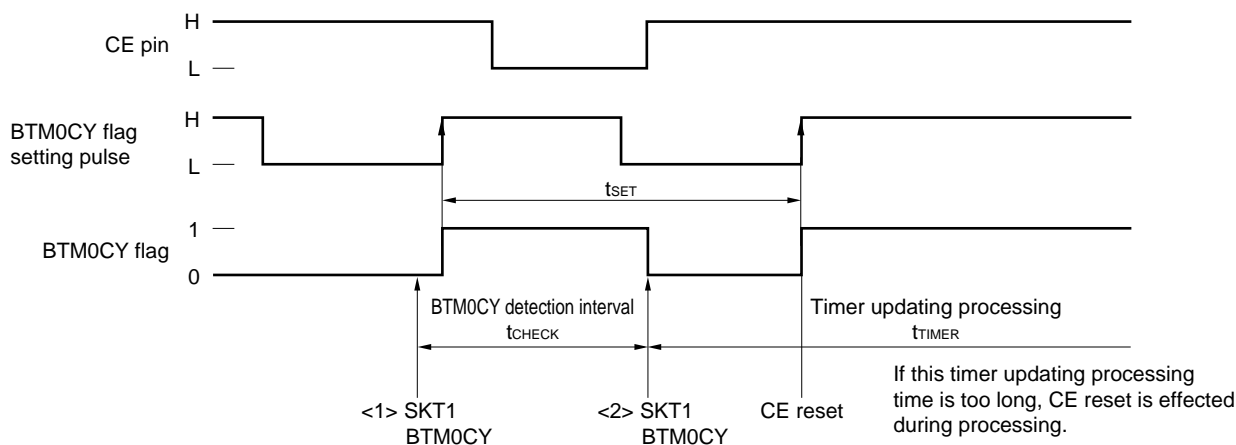 H
CE pin
L
H
BTM0CY flag
setting pulse
L
tSET
1
BTM0CY flag
0
BTM0CY detection interval
tCHECK
Timer updating processing
tTIMER
<1> SKT1
BTM0CY
<2> SKT1
BTM0CY
CE reset
If this timer updating processing
time is too long, CE reset is effected
during processing.